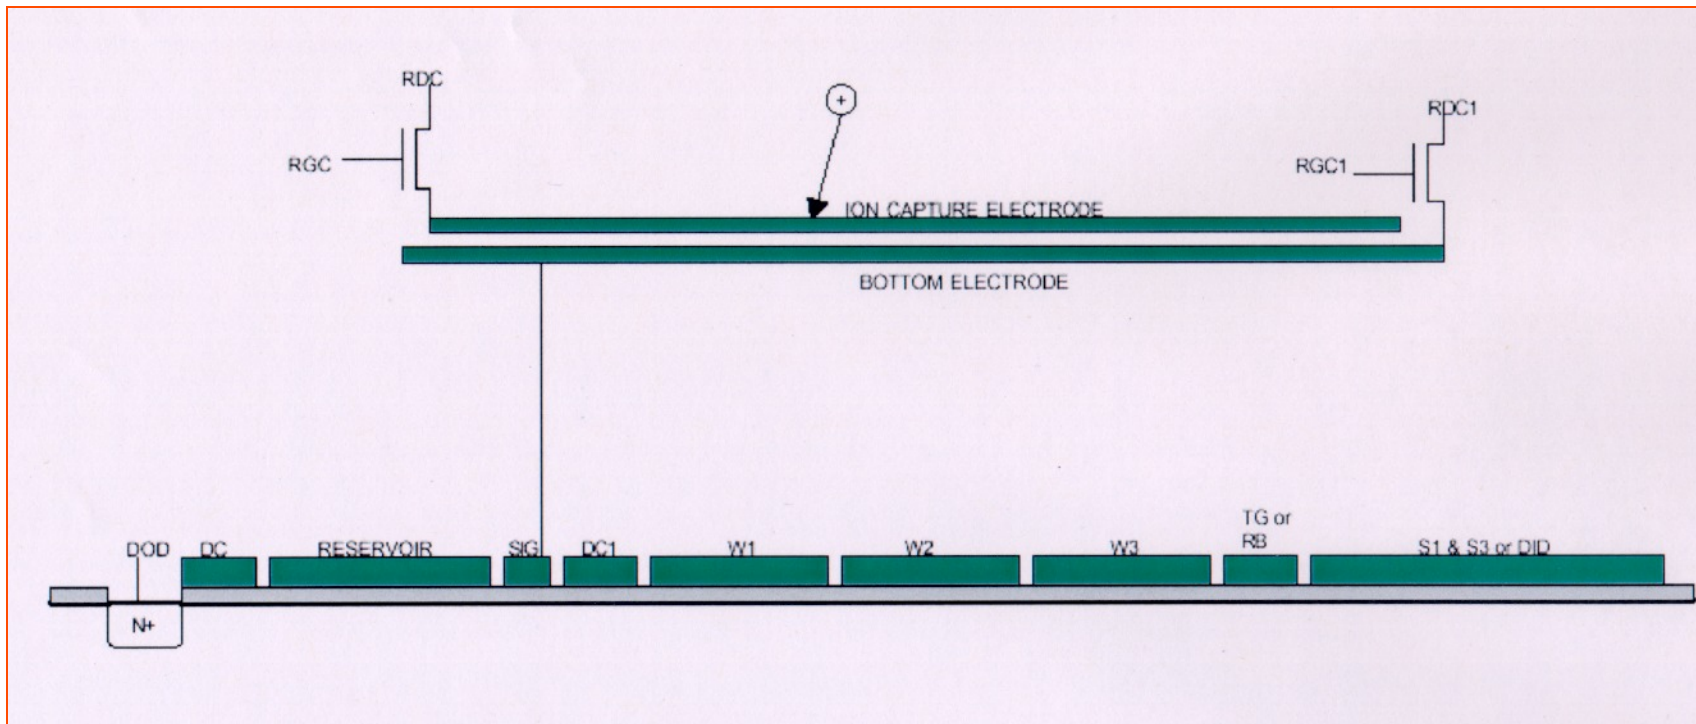 RDC
+
RDC1
RGC
RGC1
ION CAPTURE ELECTRODE
BOTTOM ELECTRODE
TG or
RB
DOD
DC
RESERVOIR
SIG
DC1
W1
W2
W3
S1 & S3 or DID
N+